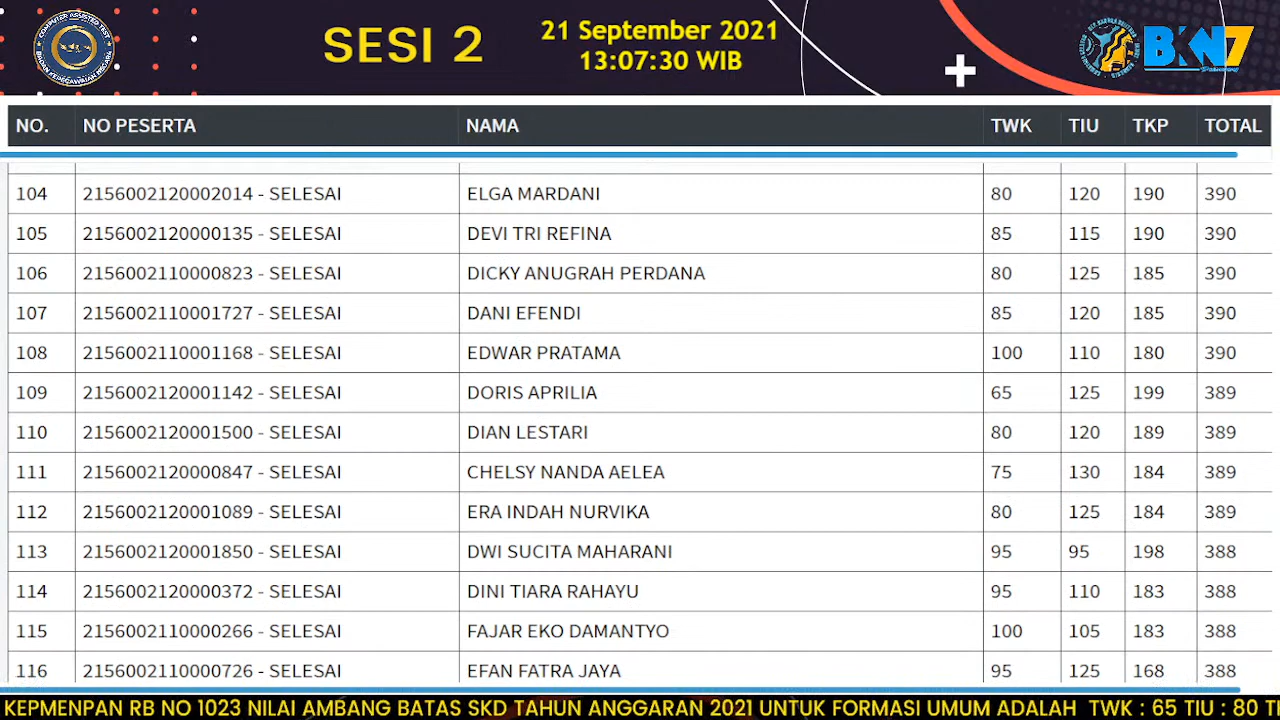 COMPUTER ASSISTED TEST
BADAN KEPEGAWAIAN NEGARA
SESI 2
21 September 2021
13:07:30 WIB
BKN7
Palembang
NO. NO PESERTA NAMA TWK TIU TKP TOTAL
104 2156002120002014 - SELESAI ELGA MARDANI 80 120 190 390
105 2156002120000135 - SELESAI DEVI TRI REFINA 85 115 190 390
106 2156002110000823 - SELESAI DICKY ANUGRAH PERDANA 80 125 185 390
107 2156002110001727 - SELESAI DANI EFENDI 85 120 185 390
108 2156002110001168 - SELESAI EDWAR PRATAMA 100 110 180 390
109 2156002120001142 - SELESAI DORIS APRILIA 65 125 199 389
110 2156002120001500 - SELESAI DIAN LESTARI 80 120 189 389
111 2156002120000847 - SELESAI CHELSY NANDA AELEA 75 130 184 389
112 2156002120001089 - SELESAI ERA INDAH NURVIKA 80 125 184 389
113 2156002120001850 - SELESAI DWI SUCITA MAHARANI 95 95 198 388
114 2156002120000372 - SELESAI DINI TIARA RAHAYU 95 110 183 388
115 2156002110000266 - SELESAI FAJAR EKO DAMANTYO 100 105 183 388
116 2156002110000726 - SELESAI EFAN FATRA JAYA 95 125 168 388
KEPMENPAN RB NO 1023 NILAI AMBANG BATAS SKD TAHUN ANGGARAN 2021 UNTUK FORMASI UMUM ADALAH TWK : 65 TIU : 80 T